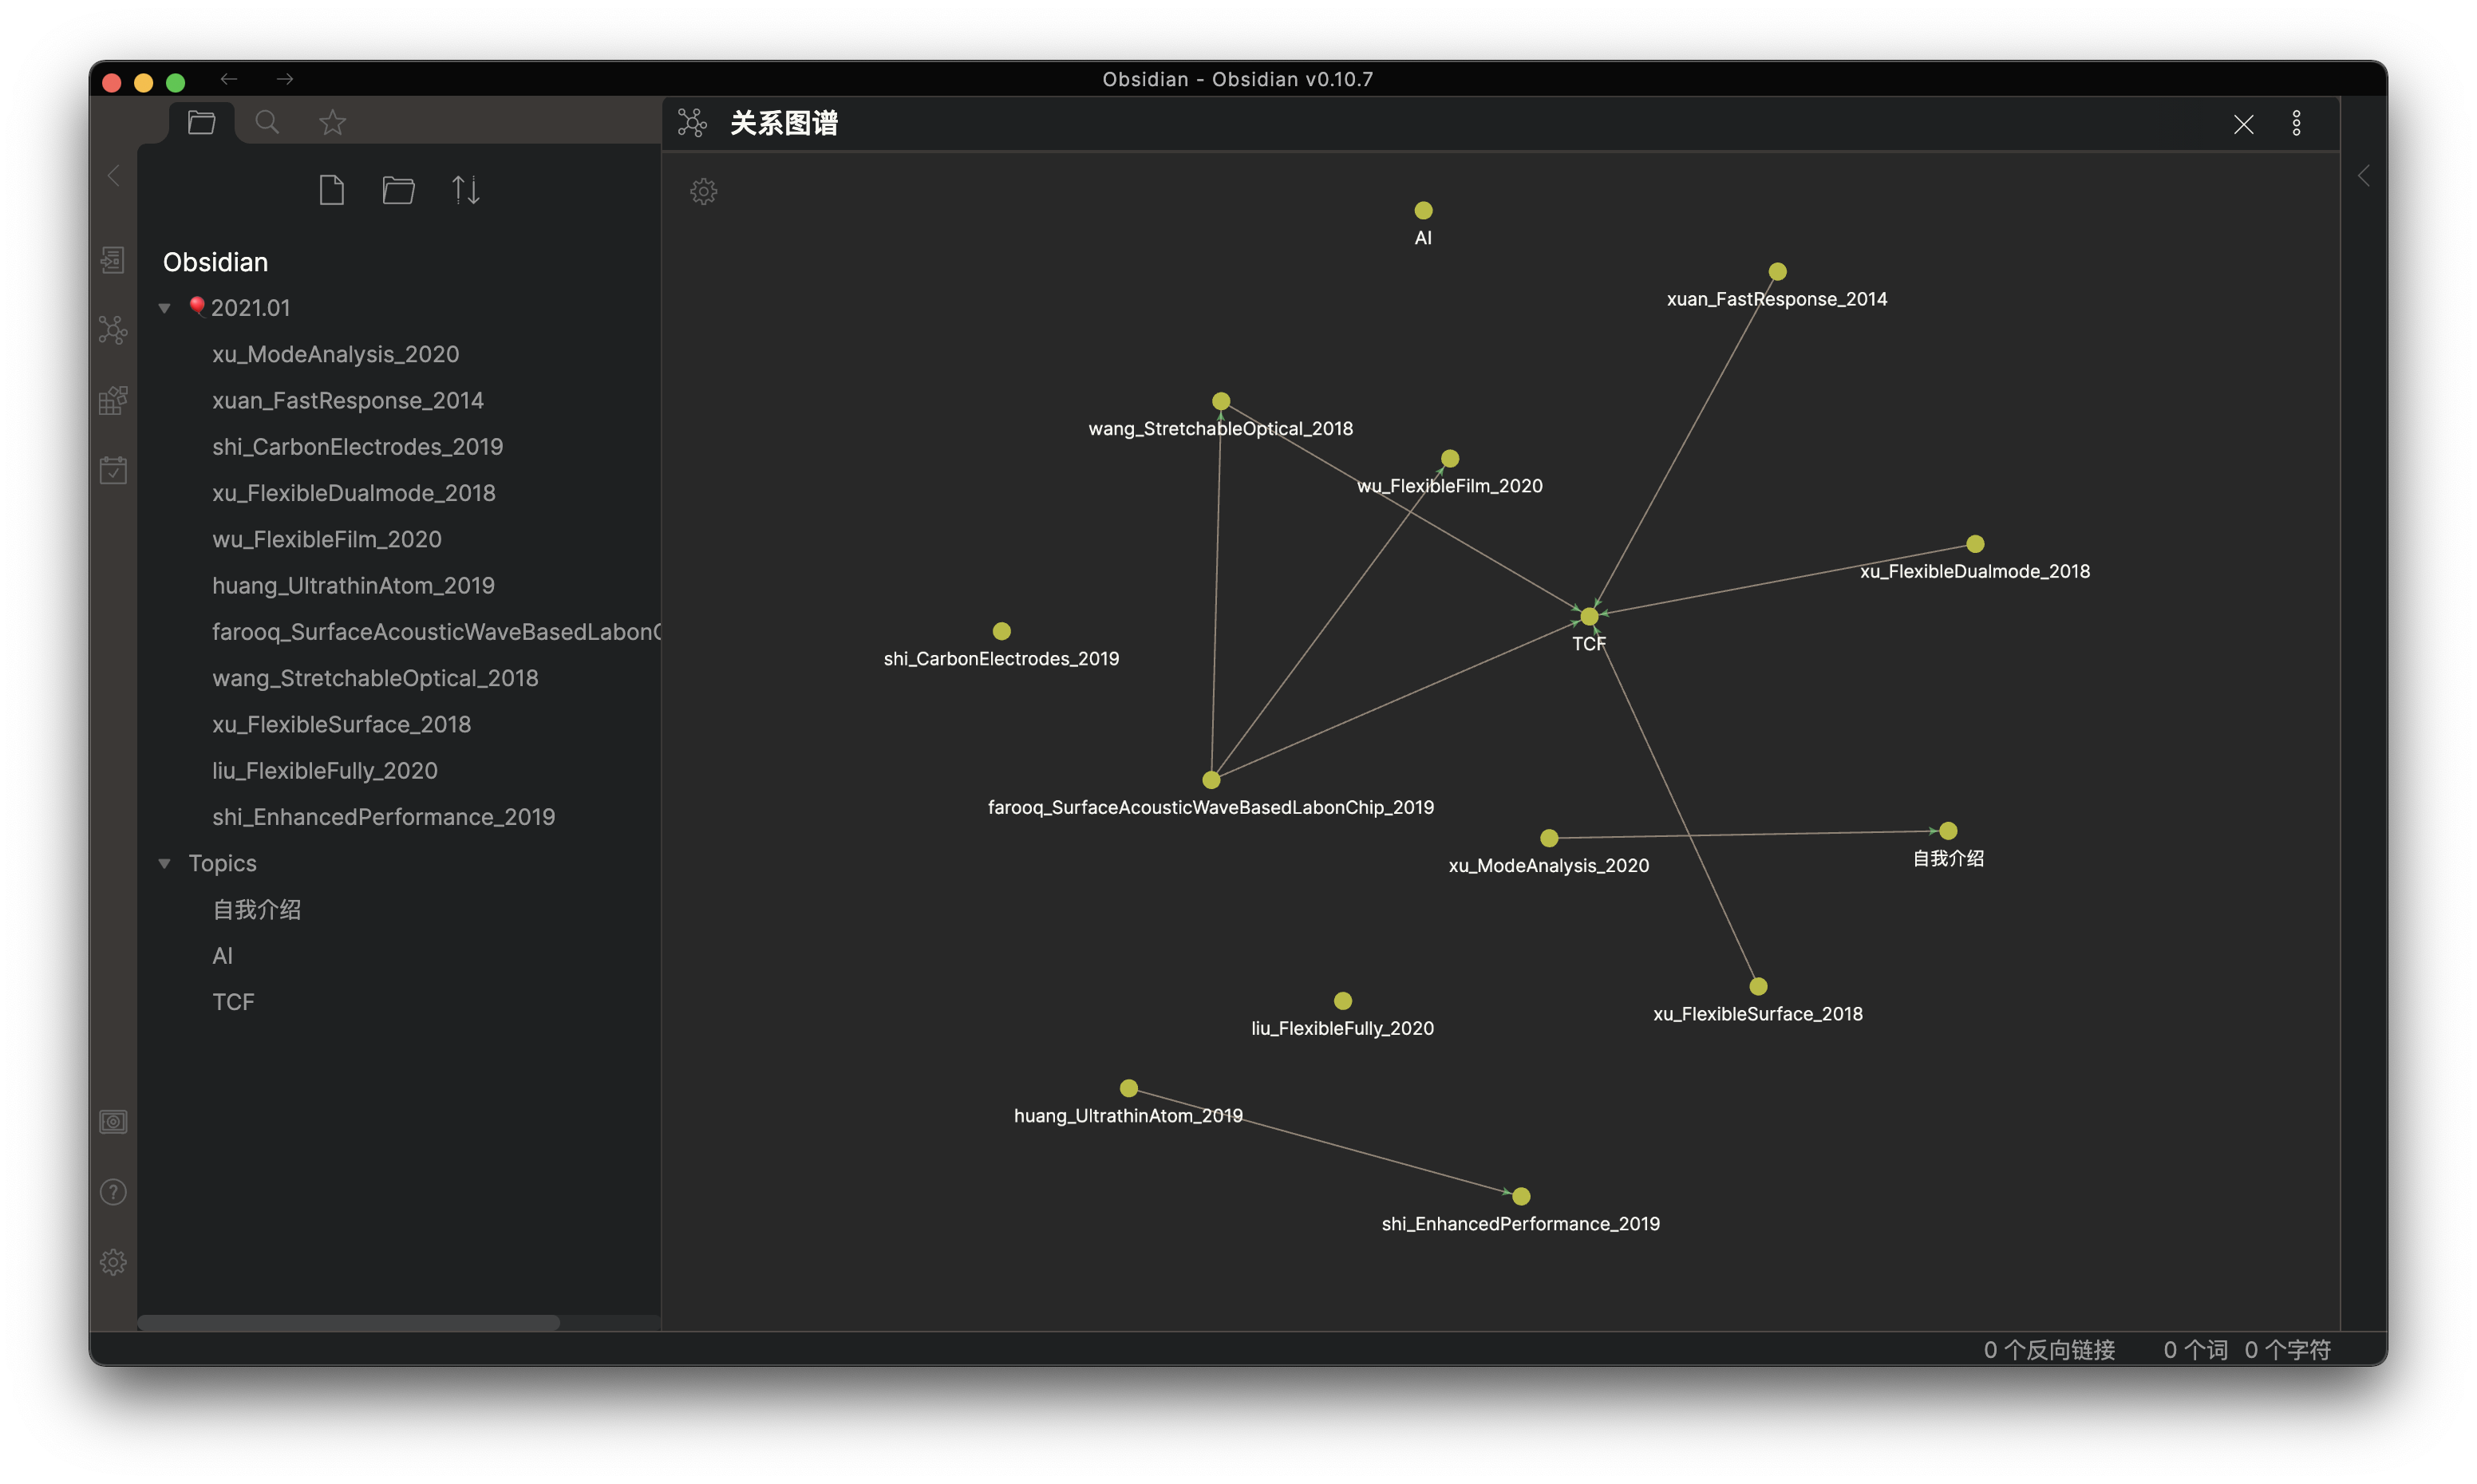 Obsidian - Obsidian v0.10.7
关系图谱
Obsidian
2021.01
xu_ModeAnalysis_2020
xuan_FastResponse_2014
shi_CarbonElectrodes_2019
xu_FlexibleDualmode_2018
wu_FlexibleFilm_2020
huang_UltrathinAtom_2019
farooq_SurfaceAcousticWaveBasedLabonC
wang_StretchableOptical_2018
xu_FlexibleSurface_2018
liu_FlexibleFully_2020
shi_EnhancedPerformance_2019
Topics
自我介绍
AI
TCF
AI
xuan_FastResponse_2014
wang_StretchableOptical_2018
wu_FlexibleFilm_2020
xu_FlexibleDualmode_2018
TCF
shi_CarbonElectrodes_2019
farooq_SurfaceAcousticWaveBasedLabonChip_2019
xu_ModeAnalysis_2020
自我介绍
xu_FlexibleSurface_2018
liu_FlexibleFully_2020
huang_UltrathinAtom_2019
shi_EnhancedPerformance_2019
0 个反向链接 0 个词 0 个字符